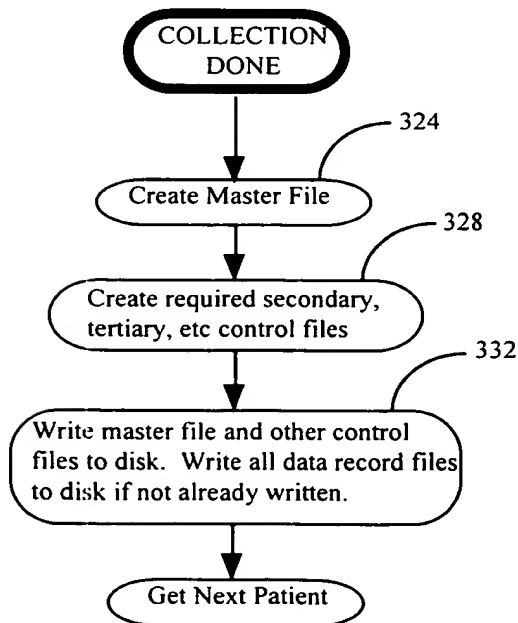 COLLECTION
DONE
324
Create Master File
328
Create required secondary,
tertiary, etc control files
332
Write master file and other control
files to disk. Write all data record files
to disk if not already written.
Get Next Patient